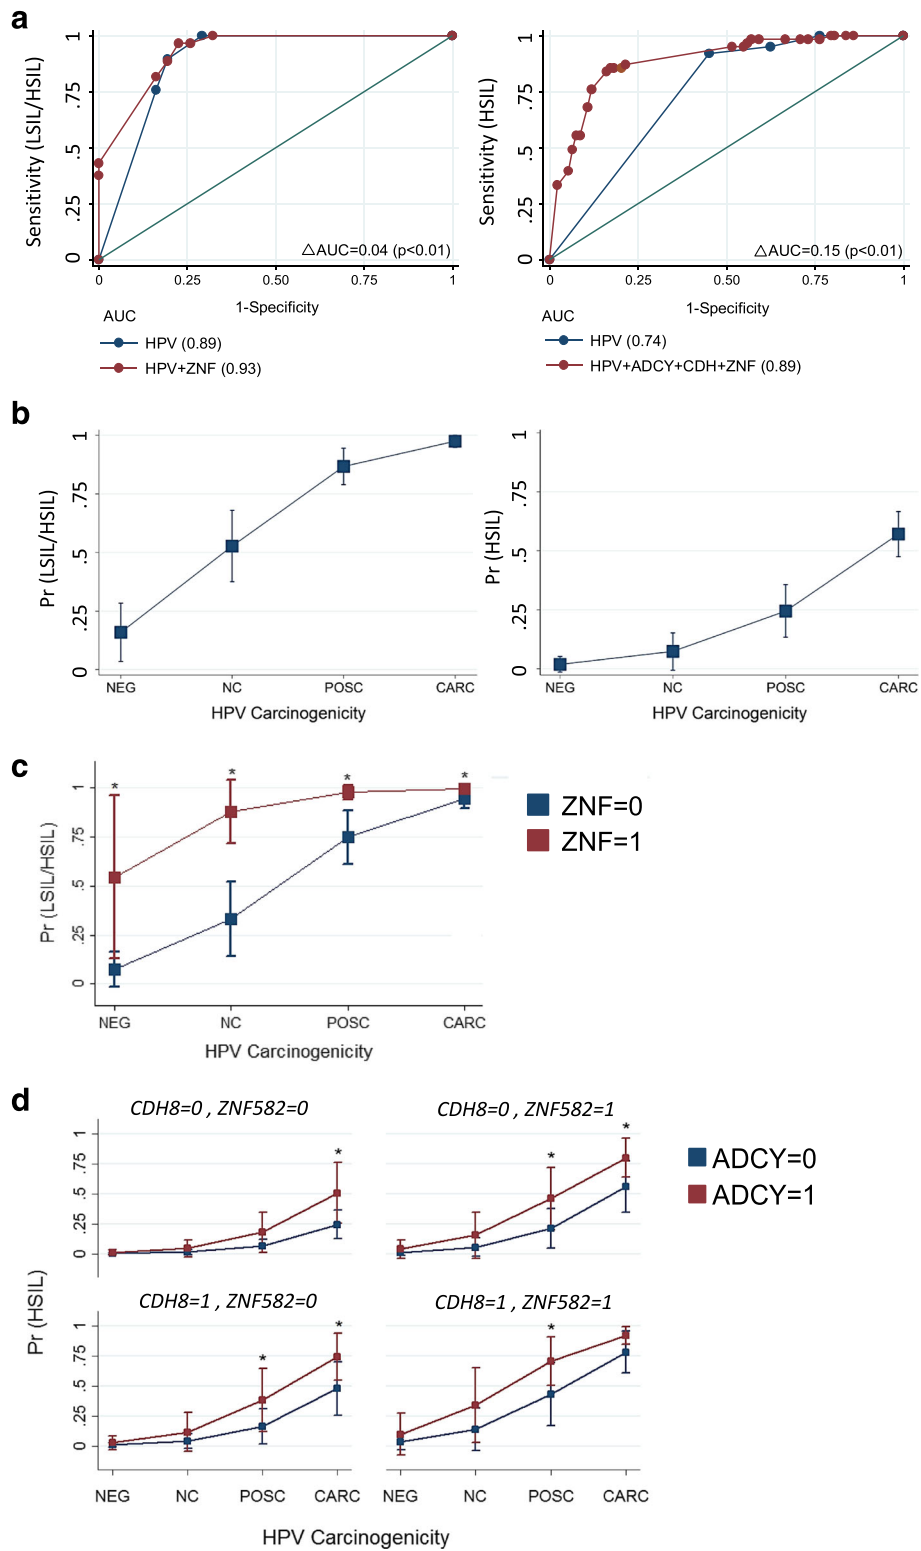 a
Sensitivity (LSIL/HSIL)
1
.75
.5
.25
0
△AUC=0.04 (p<0.01)
0 0.25 0.50 0.75 1
1-Specificity
AUC
HPV (0.89)
HPV+ZNF (0.93)
Sensitivity (HSIL)
1
.75
.5
.25
0
△AUC=0.15 (p<0.01)
0 0.25 0.50 0.75 1
1-Specificity
AUC
HPV (0.74)
HPV+ADCY+CDH+ZNF (0.89)
b
Pr (LSIL/HSIL)
1
.75
.5
.25
0
NEG NC POSC CARC
HPV Carcinogenicity
Pr (HSIL)
1
.75
.5
.25
0
NEG NC POSC CARC
HPV Carcinogenicity
c
Pr (LSIL/HSIL)
1
.75
.5
.25
0
* * * *
NEG NC POSC CARC
HPV Carcinogenicity
ZNF=0
ZNF=1
d
Pr (HSIL)
CDH8=0 , ZNF582=0
1
.75
.5
.25
0
*
CDH8=0 , ZNF582=1
* *
ADCY=0
ADCY=1
CDH8=1 , ZNF582=0
1
.75
.5
.25
0
* *
CDH8=1 , ZNF582=1
*
NEG NC POSC CARC
NEG NC POSC CARC
HPV Carcinogenicity